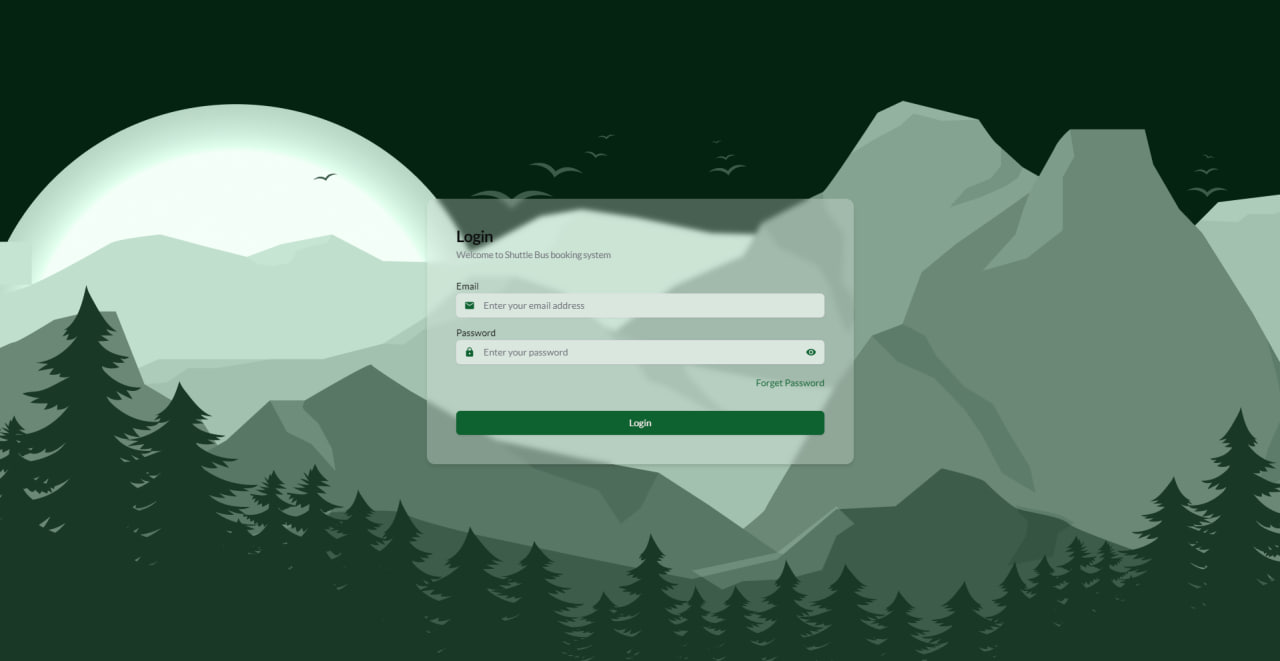 Login
Welcome to Shuttle Bus booking system
Email
Enter your email address
Password
Enter your password
Forget Password
Login